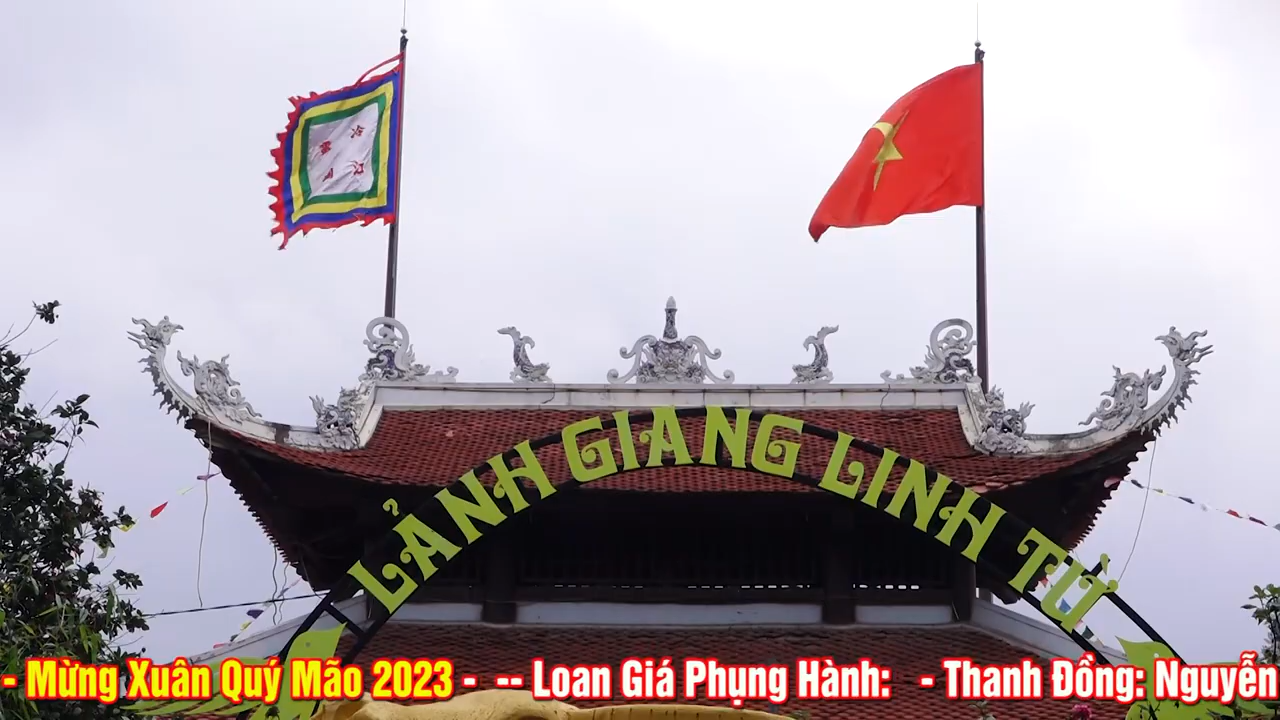 LẢNH GIANG LINH TỪ
- Mừng Xuân Quý Mão 2023 - -- Loan Giá Phụng Hành: - Thanh Đồng: Nguyễn